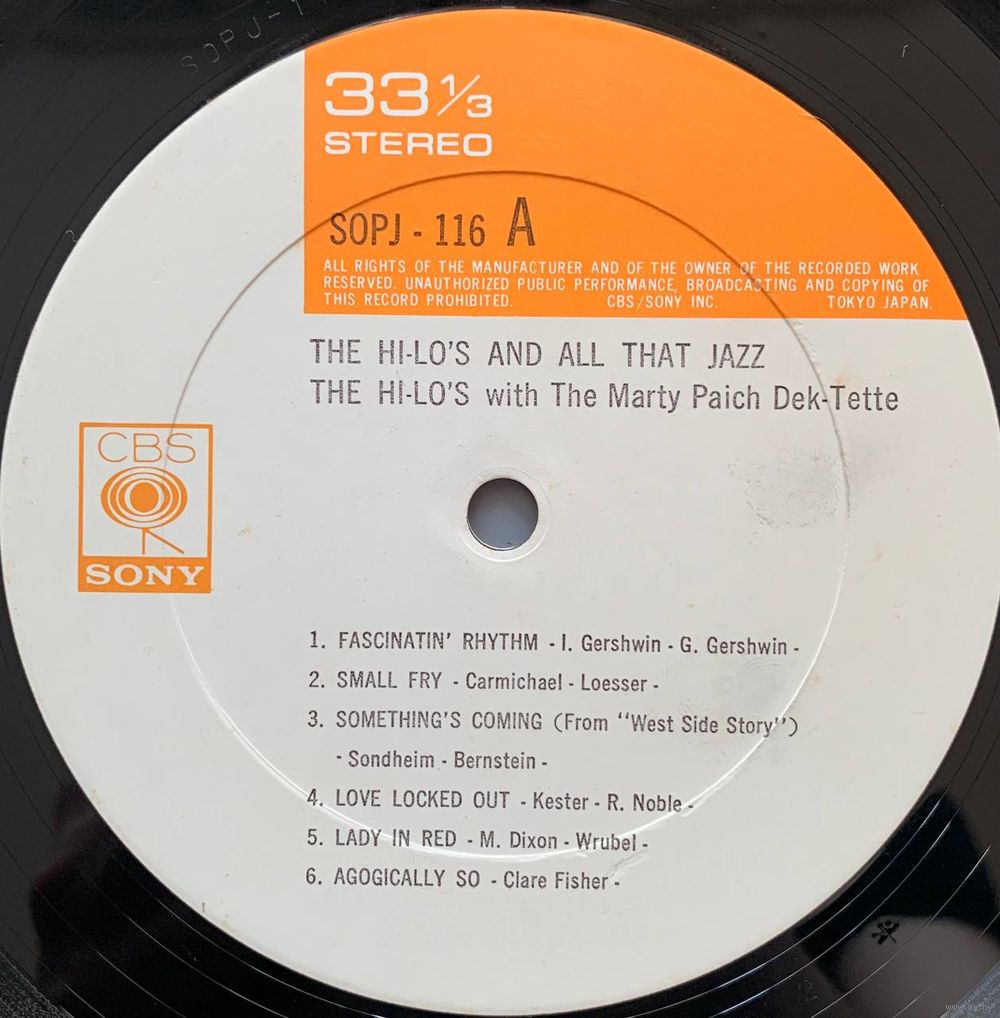 SOPJ-1
33 1/3
STEREO
SOPJ - 116 A
ALL RIGHTS OF THE MANUFACTURER AND OF THE OWNER OF THE RECORDED WORK
RESERVED. UNAUTHORIZED PUBLIC PERFORMANCE, BROADCASTING AND COPYING OF
THIS RECORD PROHIBITED. CBS/SONY INC. TOKYO JAPAN.
THE HI-LO'S AND ALL THAT JAZZ
THE HI-LO'S with The Marty Paich Dek-Tette
CBS
SONY
1. FASCINATIN' RHYTHM - I. Gershwin - G. Gershwin -
2. SMALL FRY - Carmichael - Loesser -
3. SOMETHING'S COMING (From "West Side Story")
- Sondheim - Bernstein -
4. LOVE LOCKED OUT - Kester - R. Noble -
5. LADY IN RED - M. Dixon - Wrubel -
6. AGOGICALLY SO - Clare Fisher -